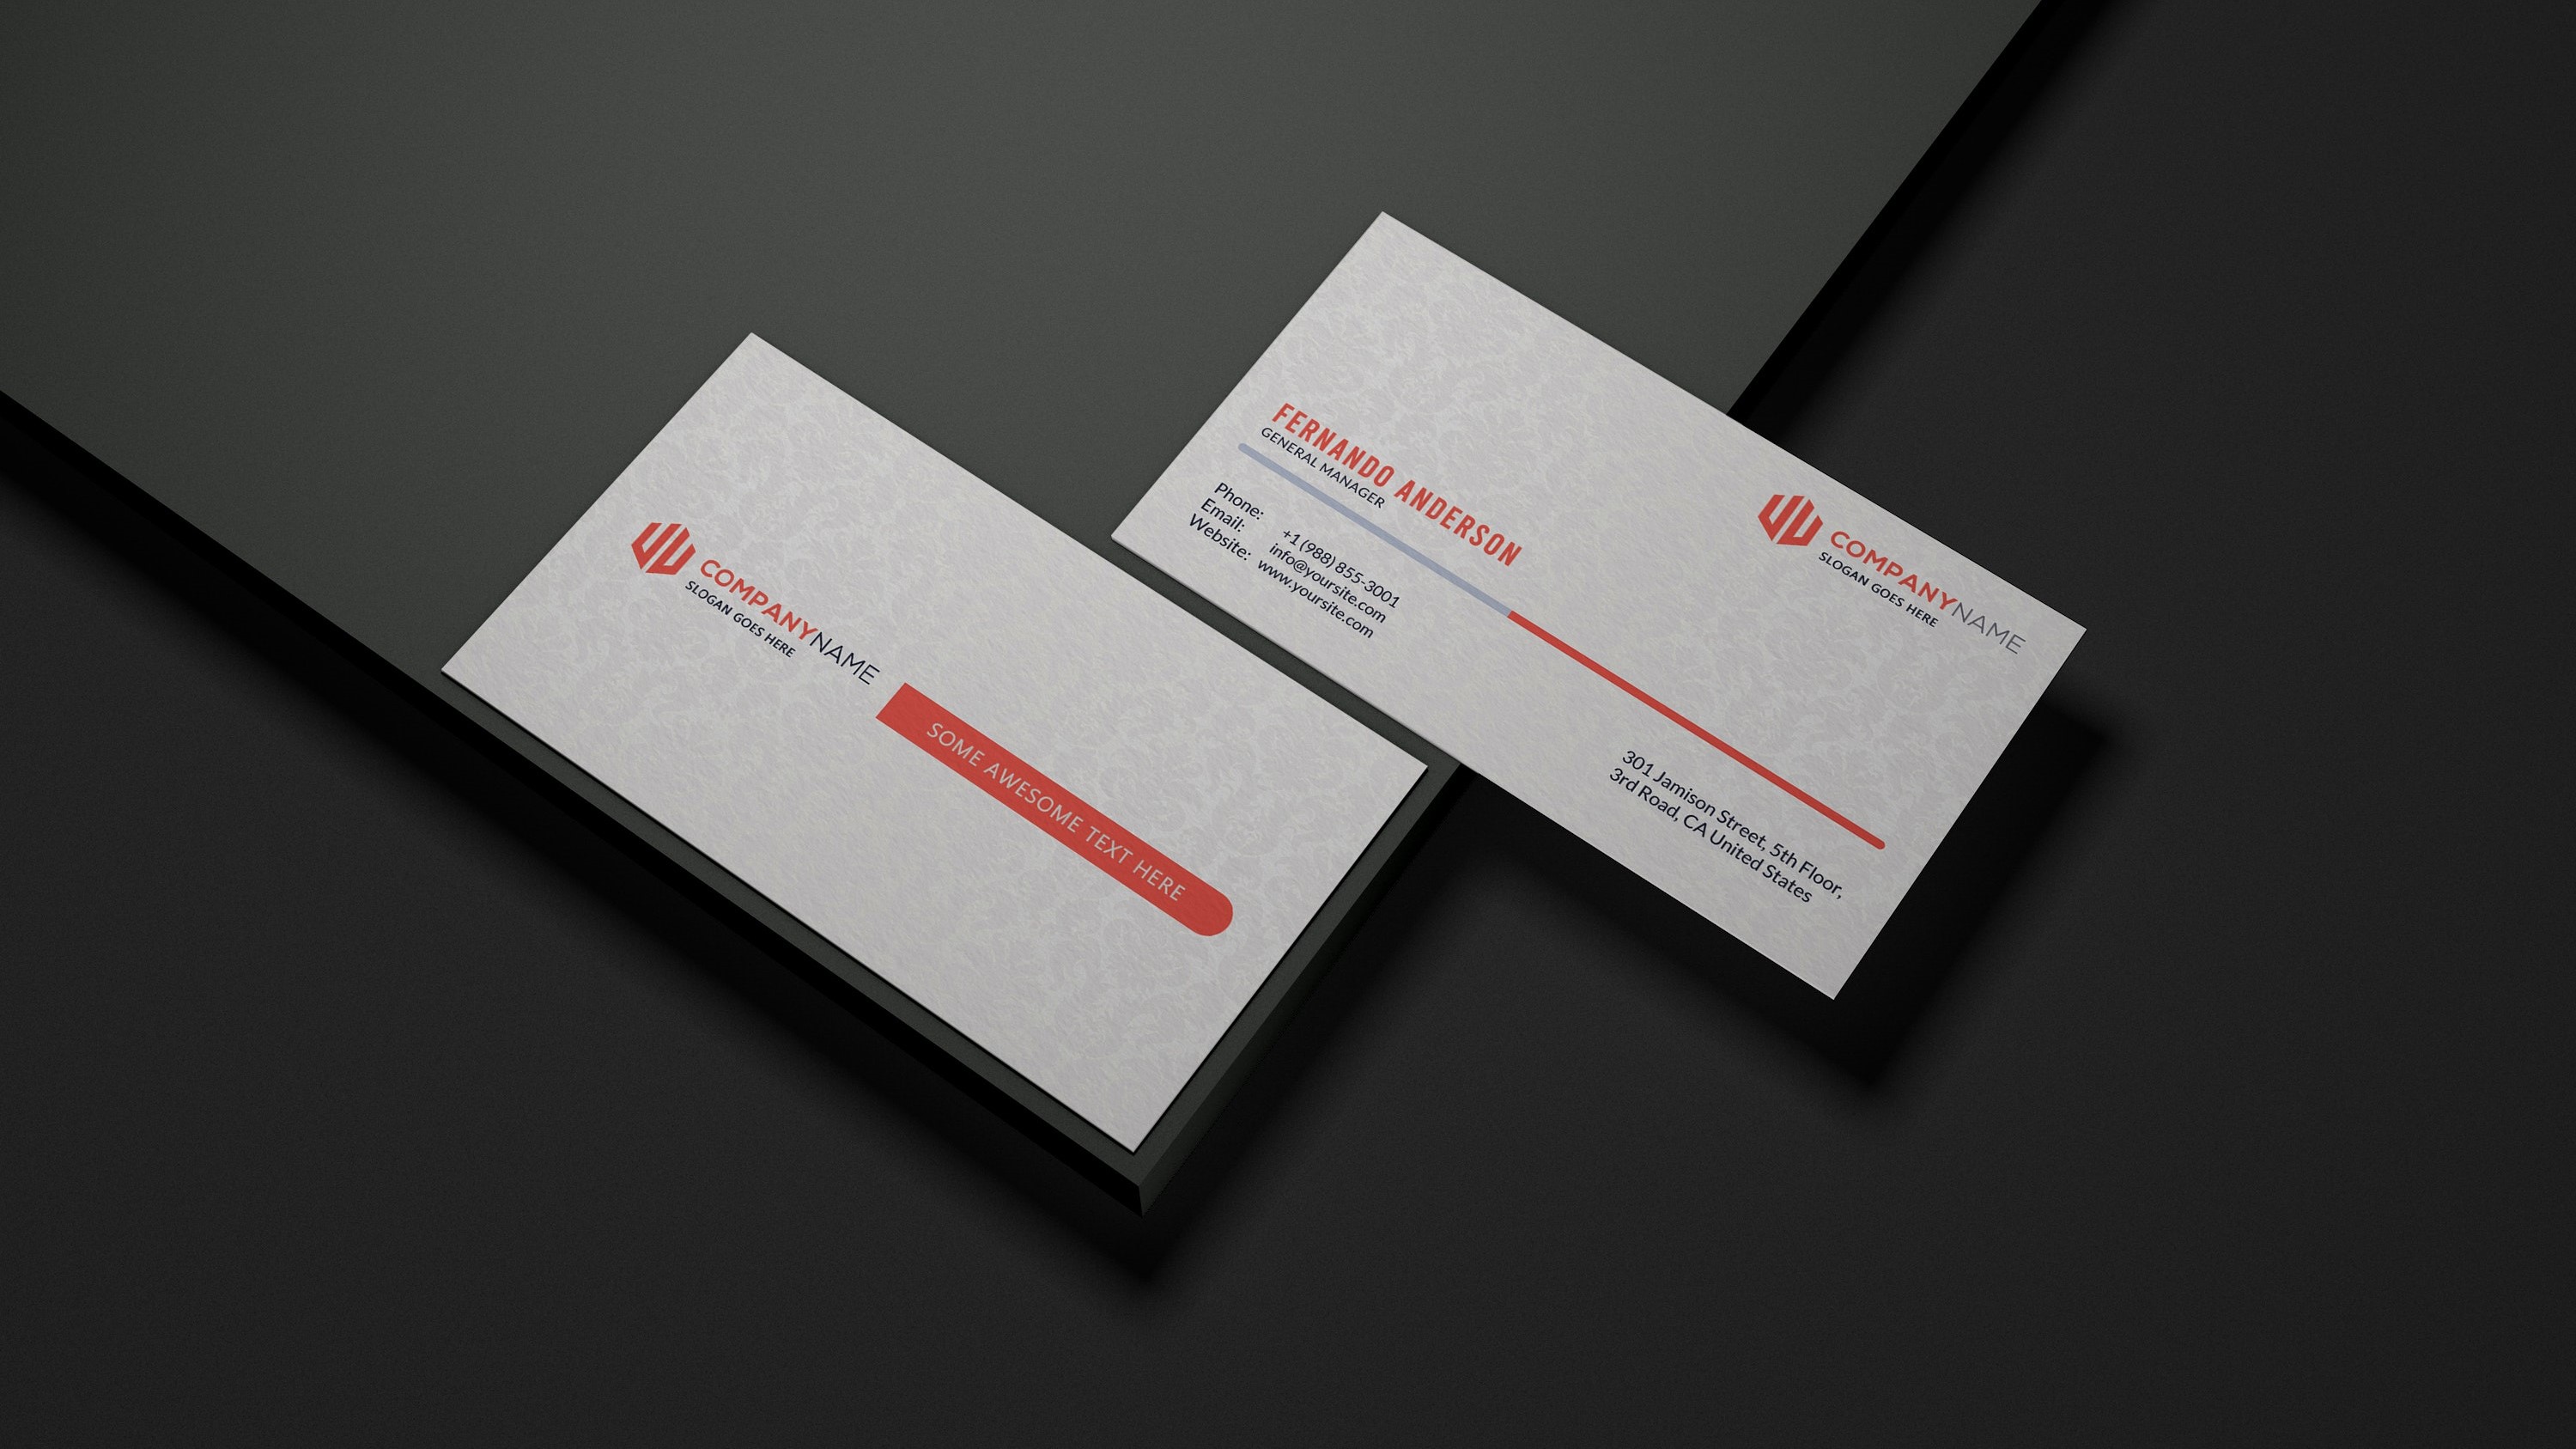 COMPANYNAME
SLOGAN GOES HERE
SOME AWESOME TEXT HERE
FERNANDO ANDERSON
GENERAL MANAGER
Phone: +1 (988) 855-3001
Email: info@yoursite.com
Website: www.yoursite.com
COMPANYNAME
SLOGAN GOES HERE
301 Jamison Street, 5th Floor,
3rd Road, CA United States